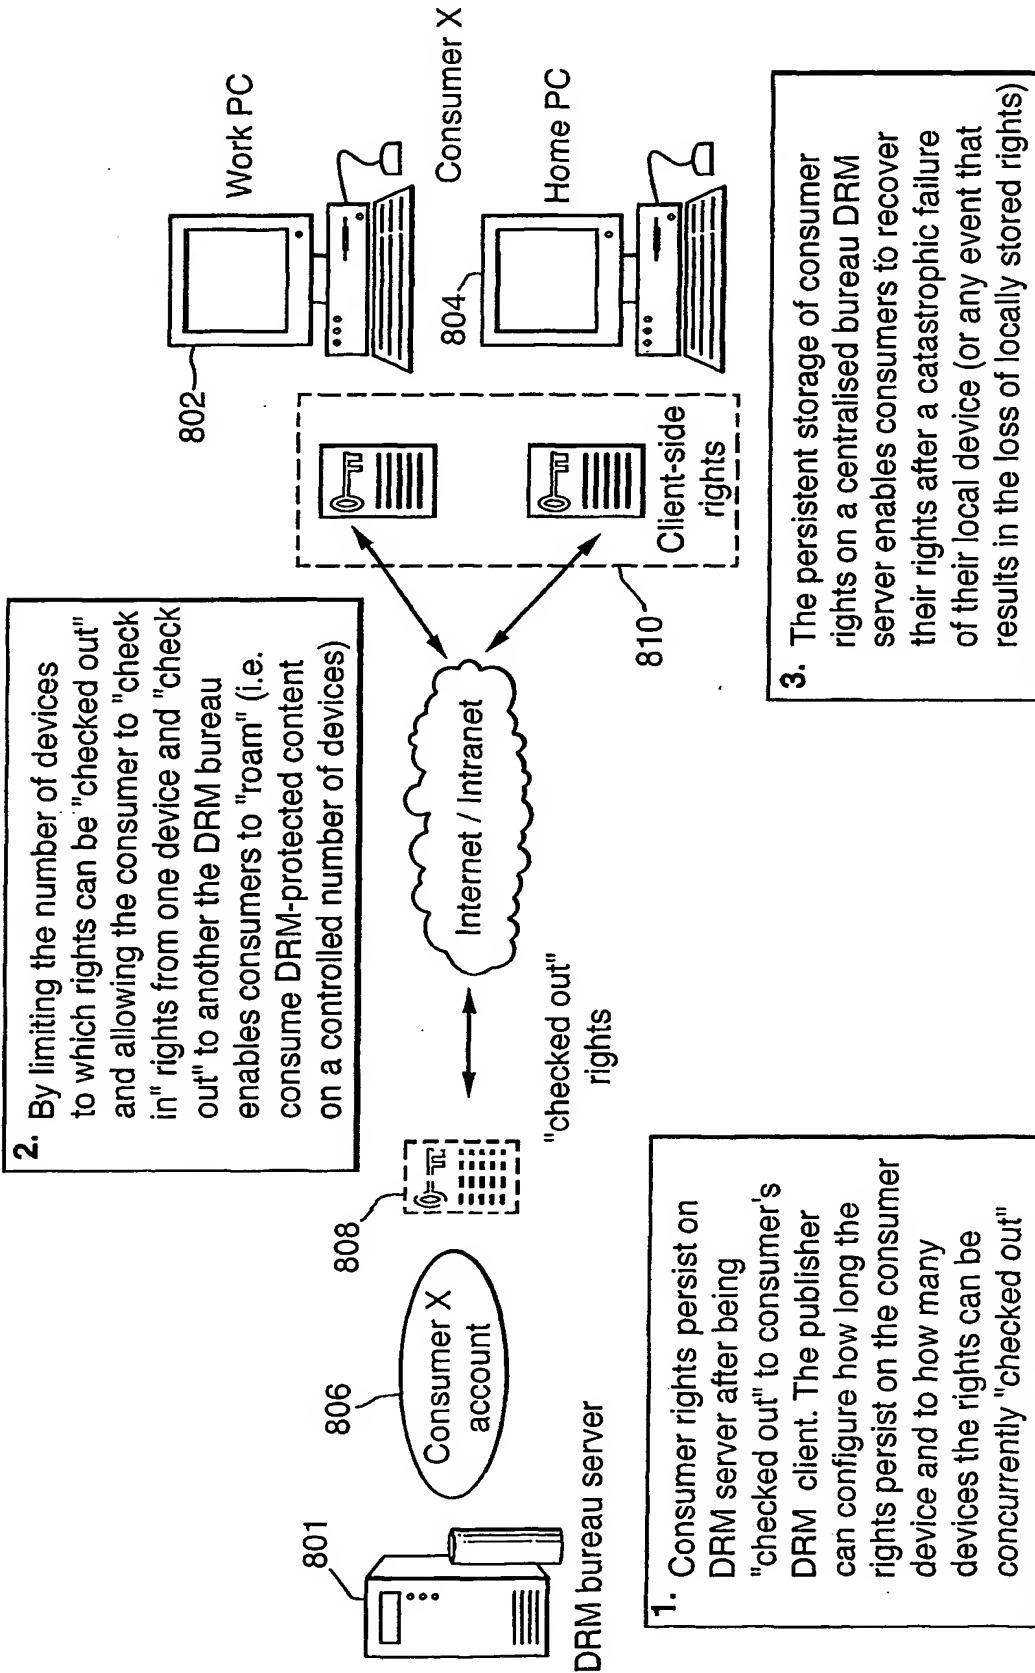 801
DRM bureau server
806
Consumer X
account
808
"checked out"
rights
Internet / Intranet
810
Client-side
rights
802
Work PC
Consumer X
804
Home PC
1. Consumer rights persist on
DRM server after being
"checked out" to consumer's
DRM client. The publisher
can configure how long the
rights persist on the consumer
device and to how many
devices the rights can be
concurrently "checked out"
2. By limiting the number of devices
to which rights can be "checked out"
and allowing the consumer to "check
in" rights from one device and "check
out" to another the DRM bureau
enables consumers to "roam" (i.e.
consume DRM-protected content
on a controlled number of devices)
3. The persistent storage of consumer
rights on a centralised bureau DRM
server enables consumers to recover
their rights after a catastrophic failure
of their local device (or any event that
results in the loss of locally stored rights)